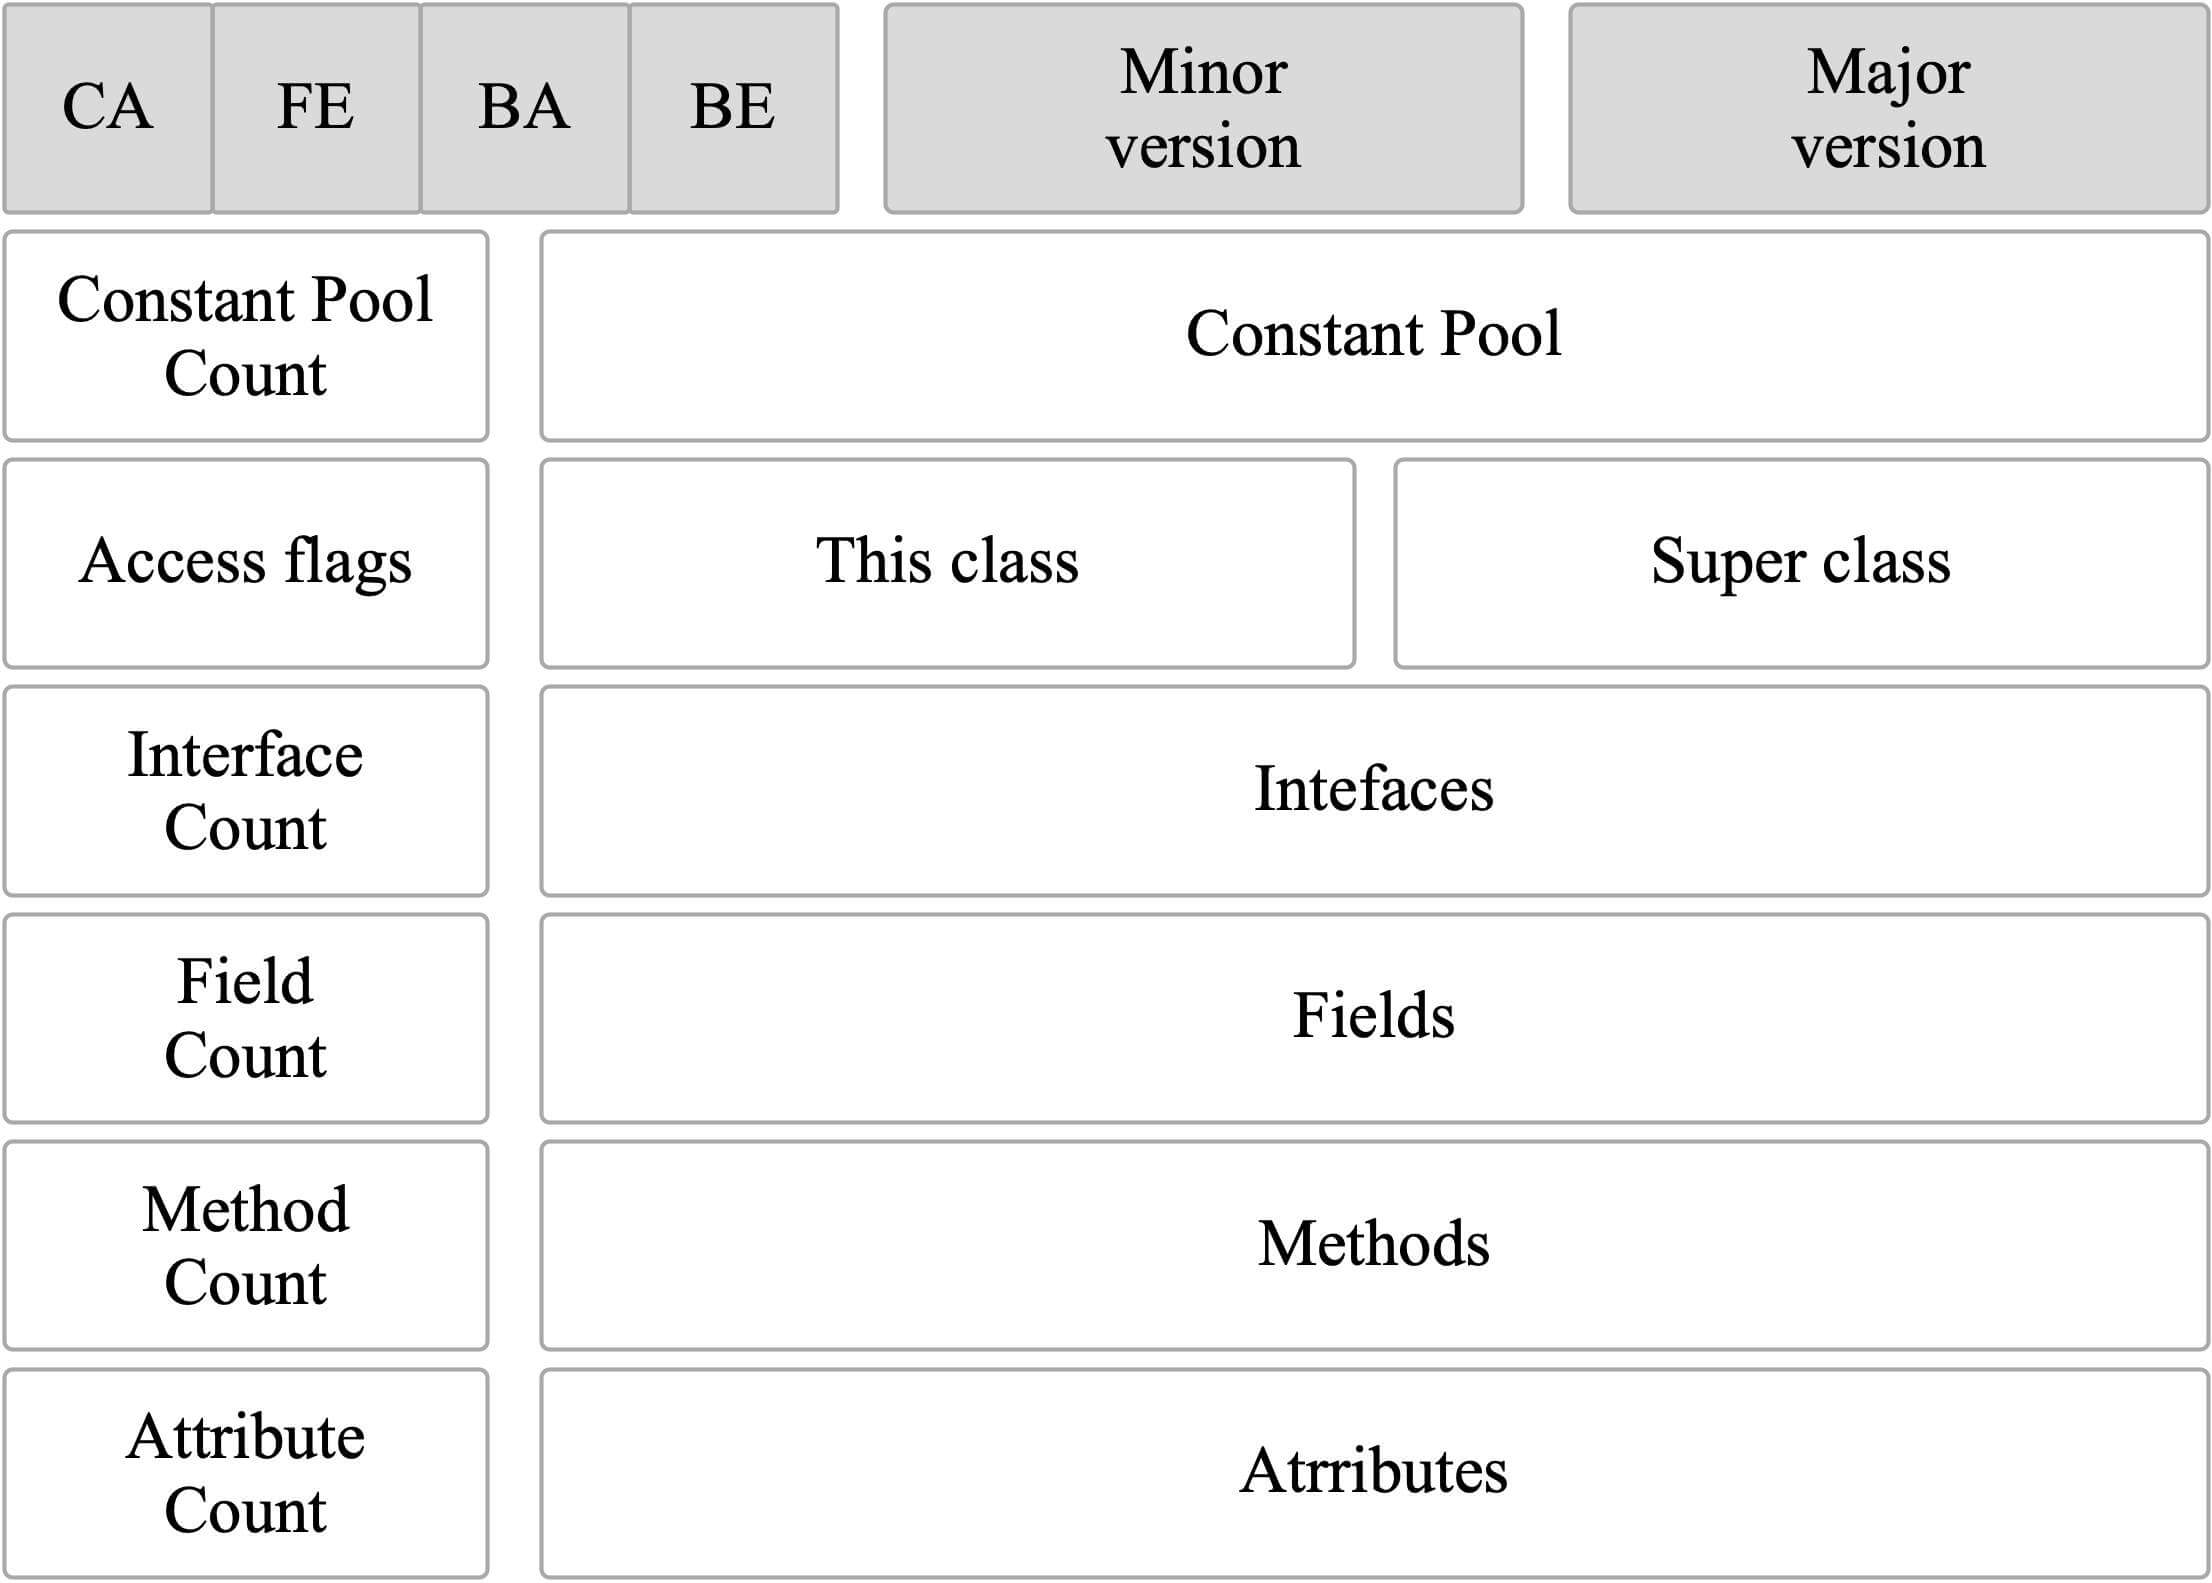 CA FE BA BE Minor version Major version
Constant Pool Count
Constant Pool
Access flags
This class
Super class
Interface Count
Intefaces
Field Count
Fields
Method Count
Methods
Attribute Count
Atrributes